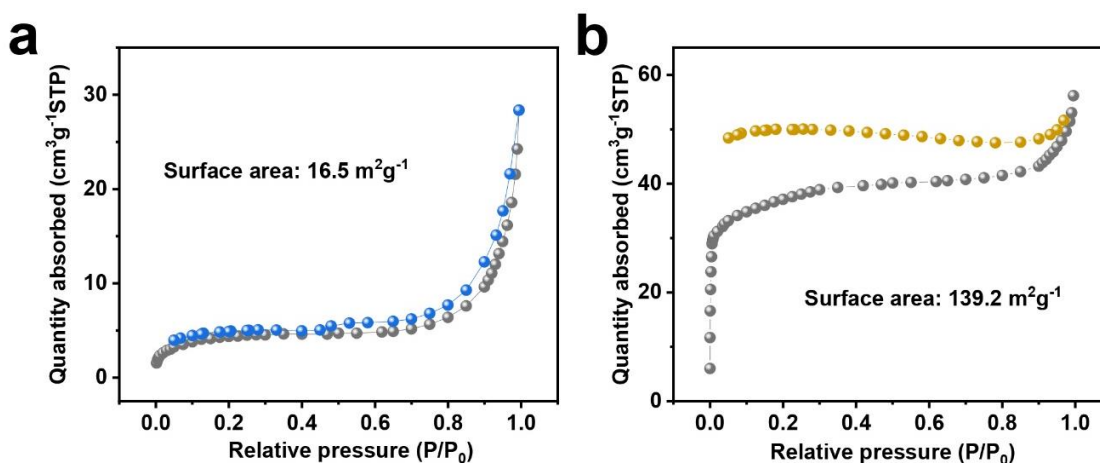 a
Quantity absorbed (cm³g⁻¹STP)
30
20
10
0
Surface area: 16.5 m²g⁻¹
0.0 0.2 0.4 0.6 0.8 1.0
Relative pressure (P/P₀)
b
Quantity absorbed (cm³g⁻¹STP)
60
40
20
0
Surface area: 139.2 m²g⁻¹
0.0 0.2 0.4 0.6 0.8 1.0
Relative pressure (P/P₀)